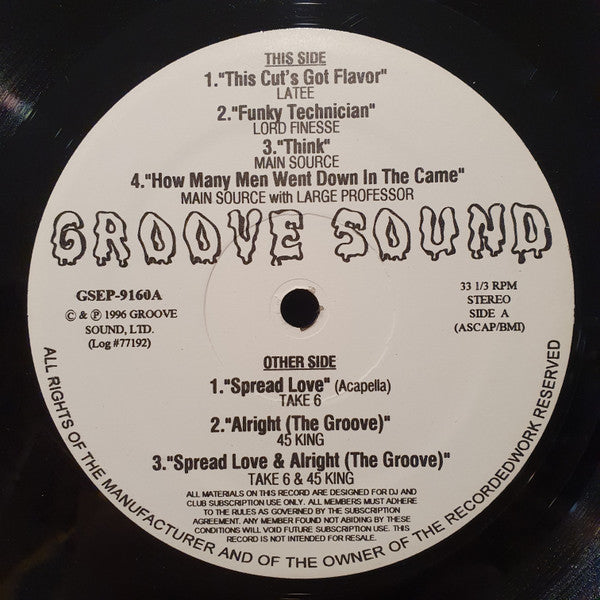 THIS SIDE
1."This Cut's Got Flavor"
LATEE
2."Funky Technician"
LORD FINESSE
3."Think"
MAIN SOURCE
4."How Many Men Went Down In The Came"
MAIN SOURCE with LARGE PROFESSOR
GROOVE SOUND
GSEP-9160A
© & ℗ 1996 GROOVE
SOUND, LTD.
(Log #77192)
33 1/3 RPM
STEREO
SIDE A
(ASCAP/BMI)
OTHER SIDE
1."Spread Love" (Acapella)
TAKE 6
2."Alright (The Groove)"
45 KING
3."Spread Love & Alright (The Groove)"
TAKE 6 & 45 KING
ALL MATERIALS ON THIS RECORD ARE DESIGNED FOR DJ AND
CLUB SUBSCRIPTION USE ONLY. ALL MEMBERS MUST ADHERE
TO THE RULES AS GOVERNED BY THE SUBSCRIPTION
AGREEMENT. ANY MEMBER FOUND NOT ABIDING BY THESE
CONDITIONS WILL VOID FUTURE SUBSCRIPTION USE. THIS
RECORD IS NOT INTENDED FOR RESALE.
ALL RIGHTS OF THE MANUFACTURER AND OF THE OWNER OF THE RECORDEDWORK RESERVED